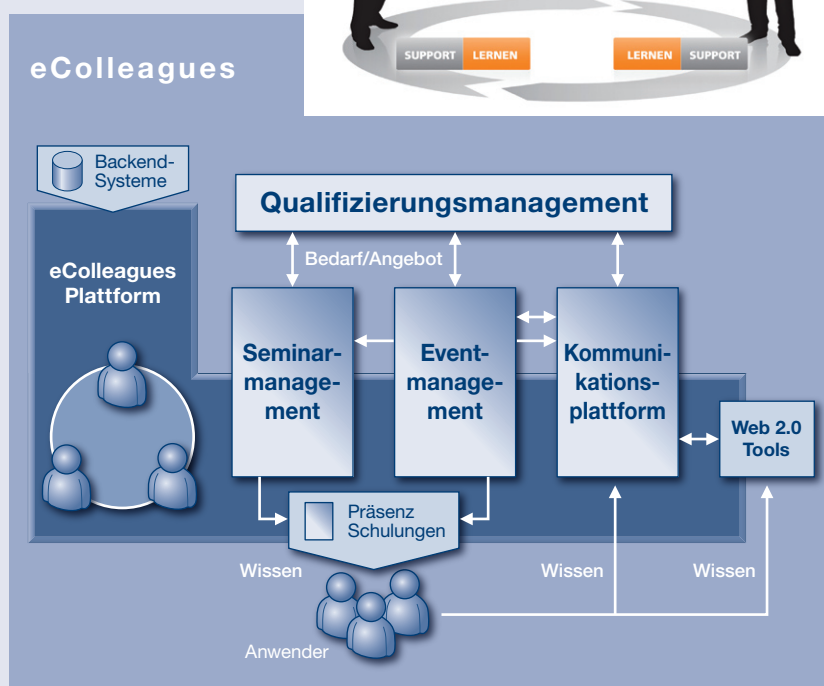 SUPPORT LERNEN
LERNEN SUPPORT
eColleagues
Backend-
Systeme
Qualifizierungsmanagement
Bedarf/Angebot
eColleagues
Plattform
Seminar-
manage-
ment
Event-
manage-
ment
Kommuni-
kations-
plattform
Web 2.0
Tools
Präsenz
Schulungen
Wissen
Wissen
Wissen
Anwender